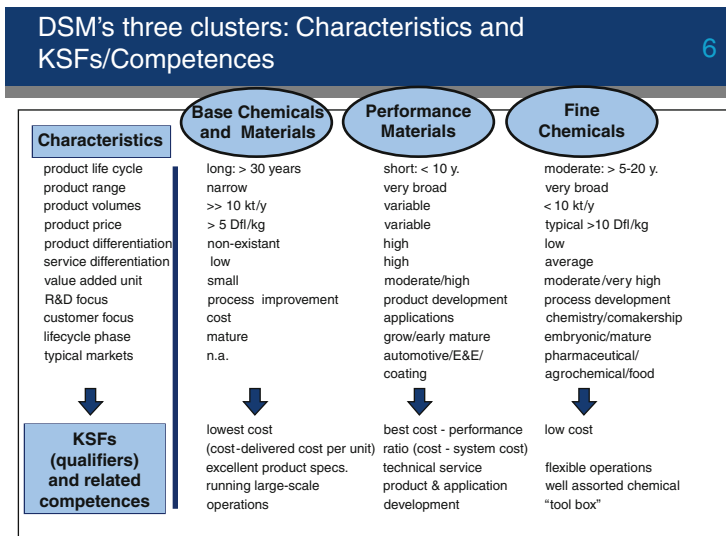 DSM's three clusters: Characteristics and
KSFs/Competences
6
Base Chemicals
and Materials
Performance
Materials
Fine
Chemicals
Characteristics
product life cycle long: > 30 years short: < 10 y. moderate: > 5-20 y.
product range narrow very broad very broad
product volumes >> 10 kt/y variable < 10 kt/y
product price > 5 Dfl/kg variable typical >10 Dfl/kg
product differentiation non-existant high low
service differentiation low high average
value added unit small moderate/high moderate/very high
R&D focus process improvement product development process development
customer focus cost applications chemistry/comakership
lifecycle phase mature grow/early mature embryonic/mature
typical markets n.a. automotive/E&E/ pharmaceutical/
coating agrochemical/food
KSFs
(qualifiers)
and related
competences
lowest cost best cost - performance low cost
(cost-delivered cost per unit) ratio (cost - system cost)
excellent product specs. technical service flexible operations
running large-scale product & application well assorted chemical
operations development "tool box"